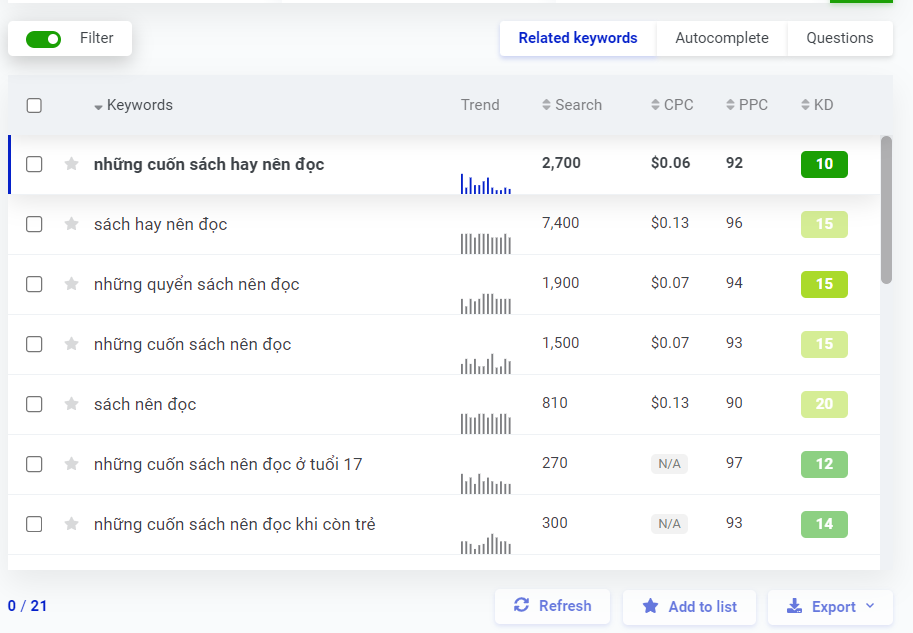 Filter
Related keywords Autocomplete Questions
Keywords Trend Search CPC PPC KD
những cuốn sách hay nên đọc 2,700 $0.06 92 10
sách hay nên đọc 7,400 $0.13 96 15
những quyển sách nên đọc 1,900 $0.07 94 15
những cuốn sách nên đọc 1,500 $0.07 93 15
sách nên đọc 810 $0.13 90 20
những cuốn sách nên đọc ở tuổi 17 270 N/A 97 12
những cuốn sách nên đọc khi còn trẻ 300 N/A 93 14
0 / 21 Refresh Add to list Export